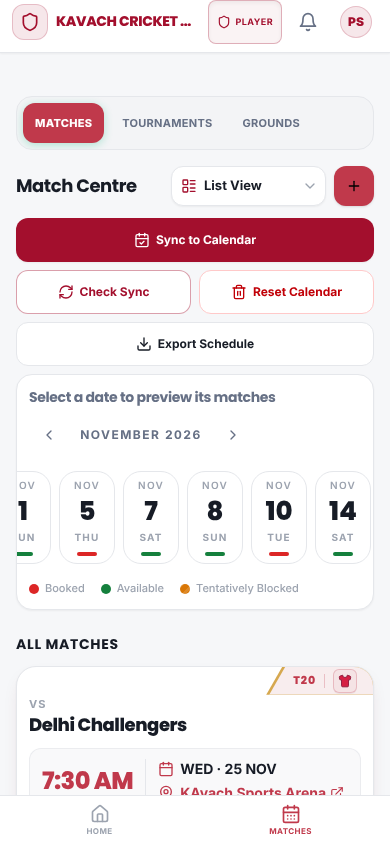 KAVACH CRICKET ...
PLAYER
PS
MATCHES
TOURNAMENTS
GROUNDS
Match Centre
List View
Sync to Calendar
Check Sync
Reset Calendar
Export Schedule
Select a date to preview its matches
NOVEMBER 2026
OV NOV NOV NOV NOV NOV
1 5 7 8 10 14
UN THU SAT SUN TUE SAT
Booked
Available
Tentatively Blocked
ALL MATCHES
T20
VS
Delhi Challengers
7:30 AM
WED · 25 NOV
KAvach Sports Arena
HOME
MATCHES